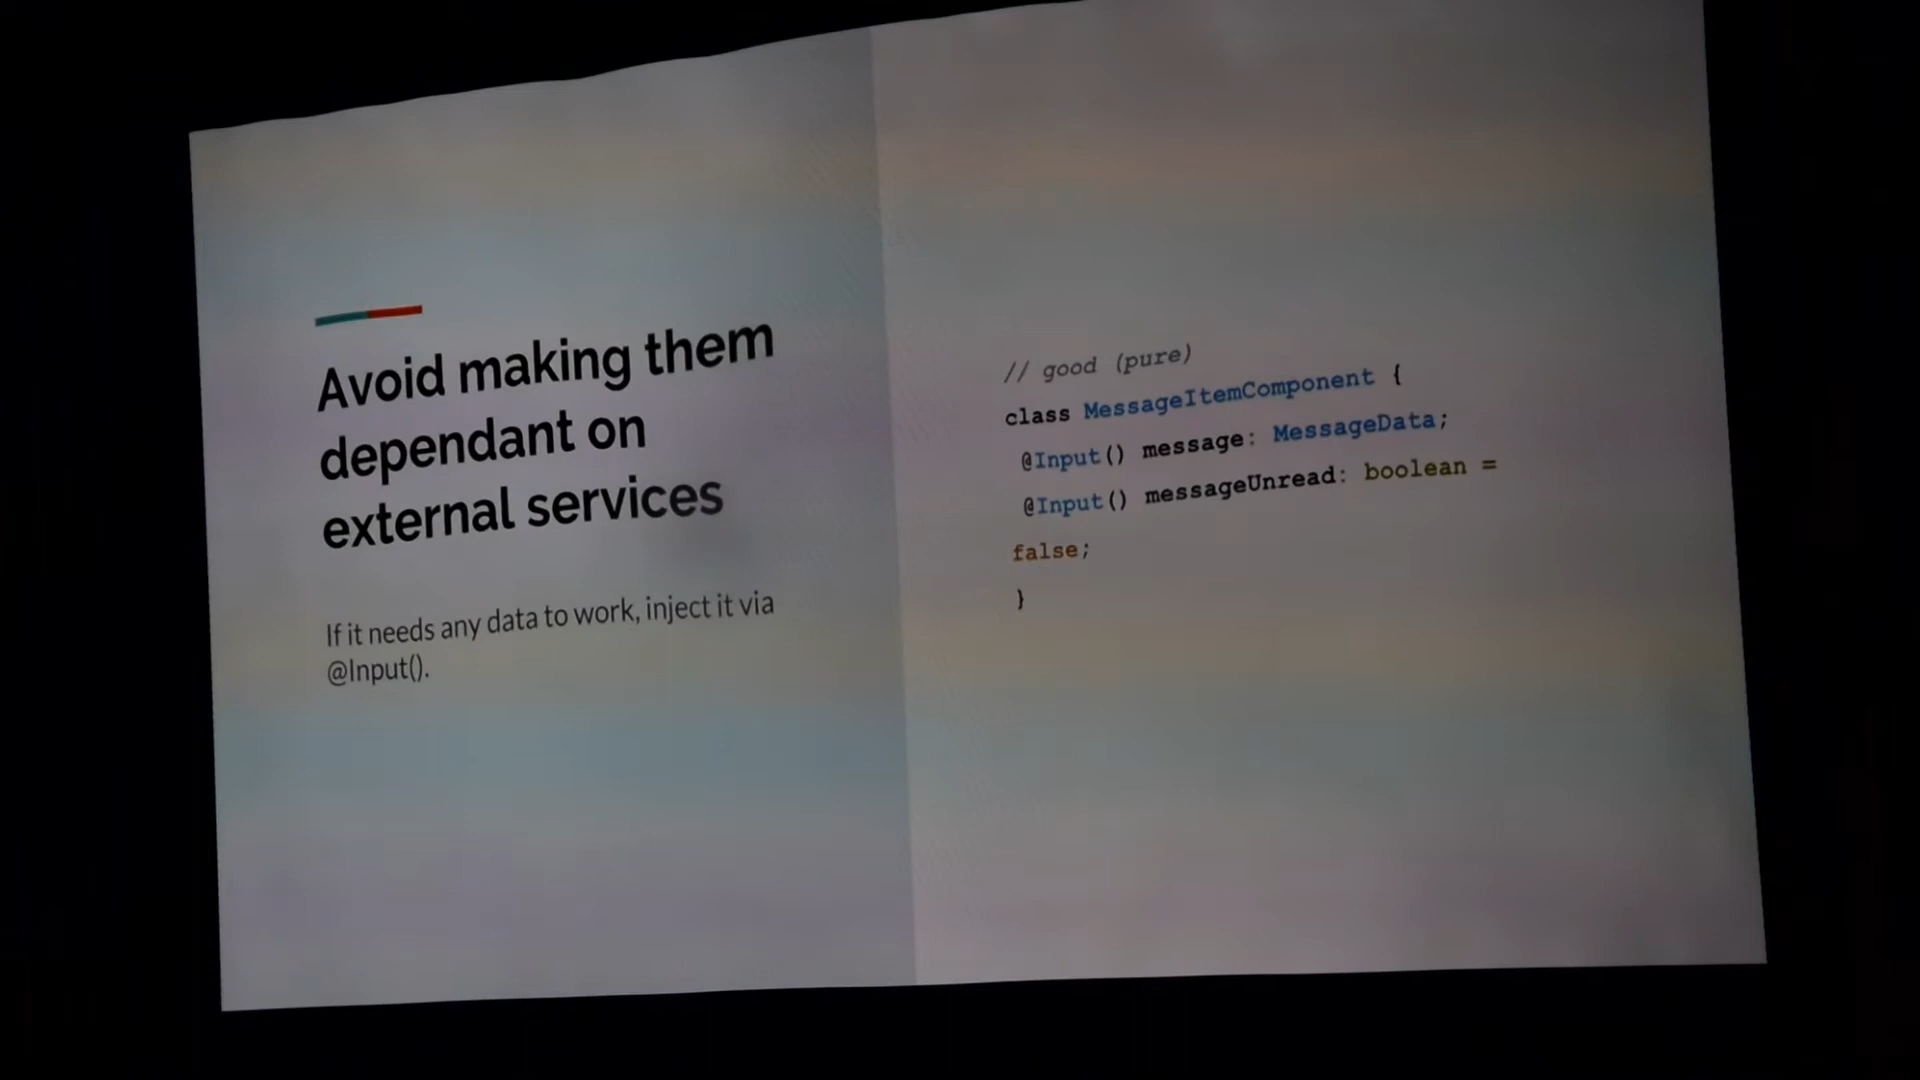 Avoid making them
dependant on
external services
If it needs any data to work, inject it via
@Input().
// good (pure)
class MessageItemComponent {
@Input() message: MessageData;
@Input() messageUnread: boolean =
false;
}